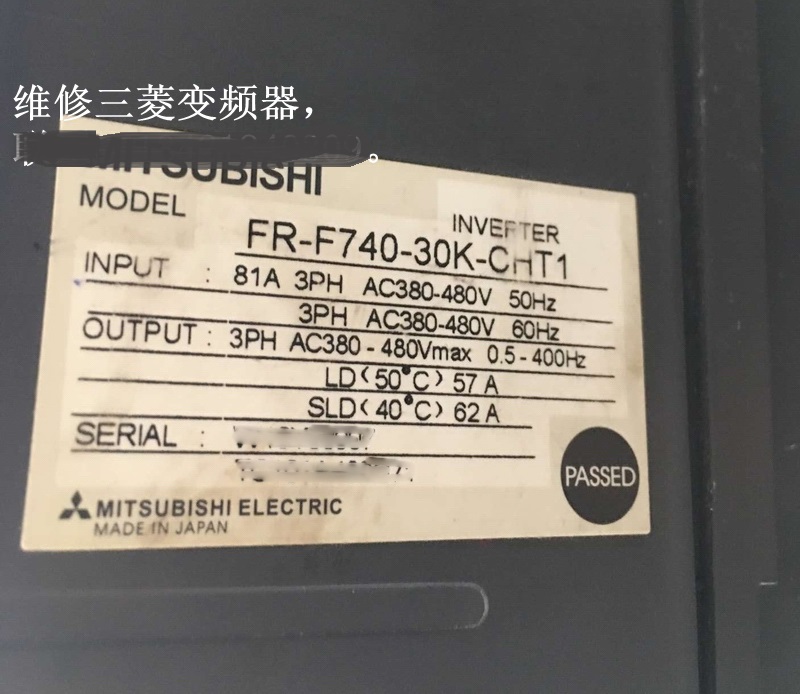 维修三菱变频器，
MITSUBISHI
MODEL
INVERTER
FR-F740-30K-CHT1
INPUT : 81A 3PH AC380-480V 50Hz
3PH AC380-480V 60Hz
OUTPUT : 3PH AC380-480Vmax 0.5-400Hz
LD(50°C) 57A
SLD(40°C) 62A
SERIAL :
PASSED
MITSUBISHI ELECTRIC
MADE IN JAPAN